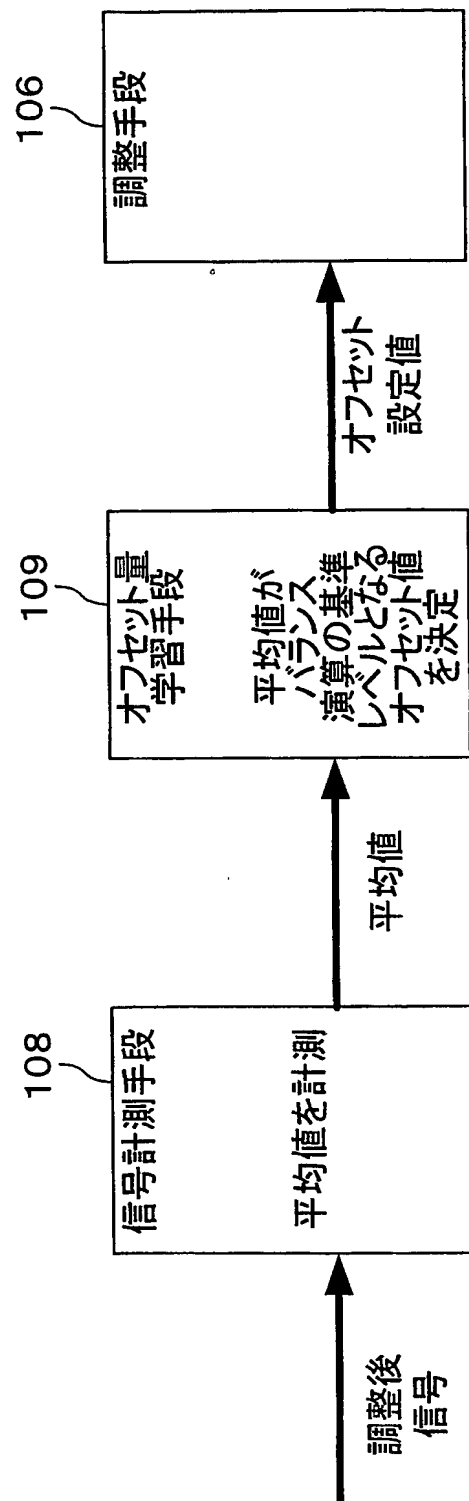 調整後
信号
108
信号計測手段
平均値を計測
平均値
109
オフセット量
学習手段
平均値が
バランス
演算の基準
レベルとなる
オフセット値
を決定
オフセット
設定値
106
調整手段